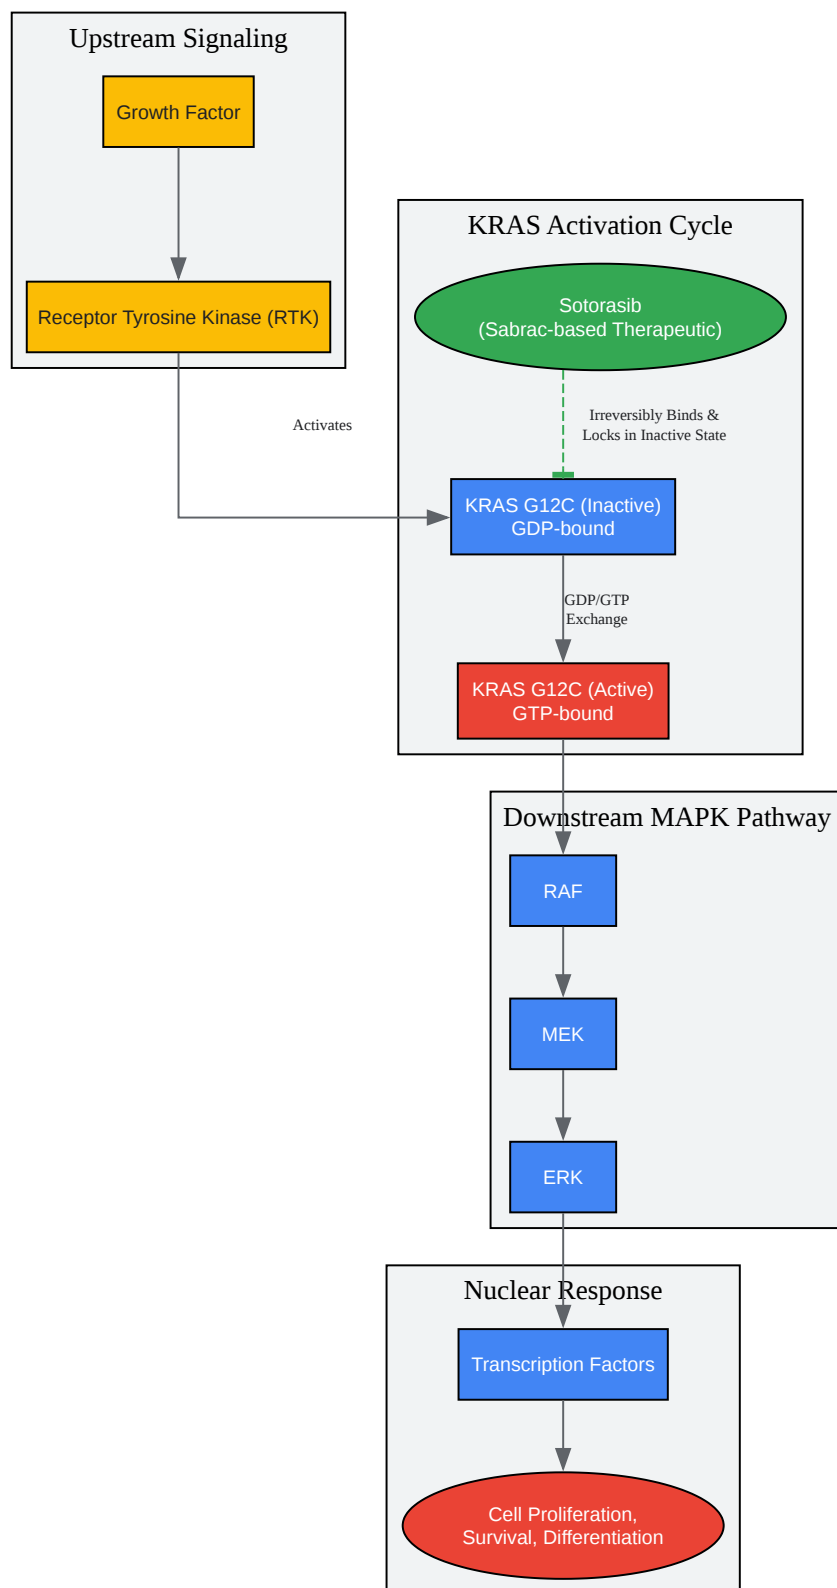 Upstream Signaling
Growth Factor
Receptor Tyrosine Kinase (RTK)
Activates
KRAS Activation Cycle
Sotorasib
(Sabrac-based Therapeutic)
Irreversibly Binds &
Locks in Inactive State
KRAS G12C (Inactive)
GDP-bound
GDP/GTP
Exchange
KRAS G12C (Active)
GTP-bound
Downstream MAPK Pathway
RAF
MEK
ERK
Nuclear Response
Transcription Factors
Cell Proliferation,
Survival, Differentiation